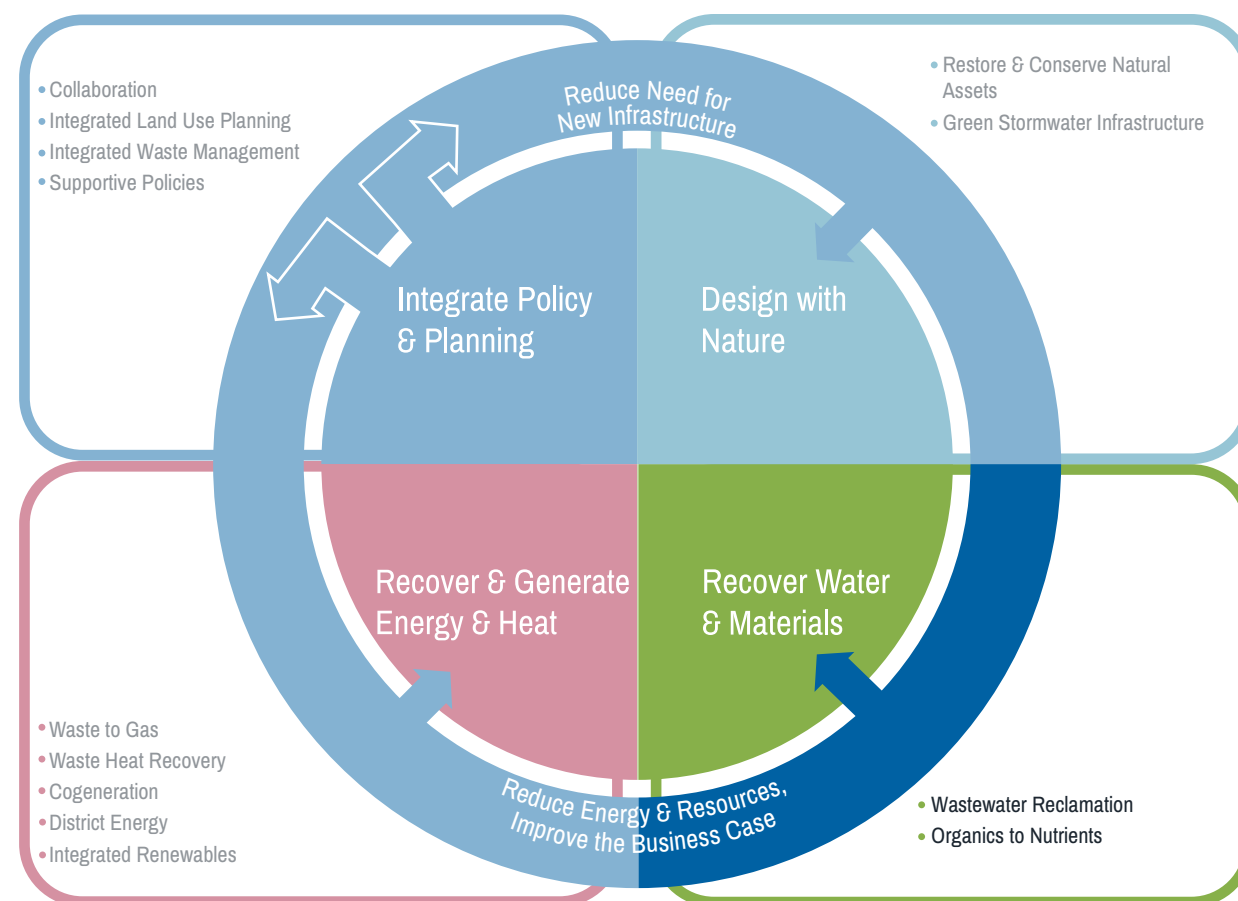 • Collaboration
• Integrated Land Use Planning
• Integrated Waste Management
• Supportive Policies
Reduce Need for
New Infrastructure
• Restore & Conserve Natural
Assets
• Green Stormwater Infrastructure
Integrate Policy
& Planning
Design with
Nature
Recover & Generate
Energy & Heat
Recover Water
& Materials
• Waste to Gas
• Waste Heat Recovery
• Cogeneration
• District Energy
• Integrated Renewables
Reduce Energy & Resources,
Improve the Business Case
• Wastewater Reclamation
• Organics to Nutrients